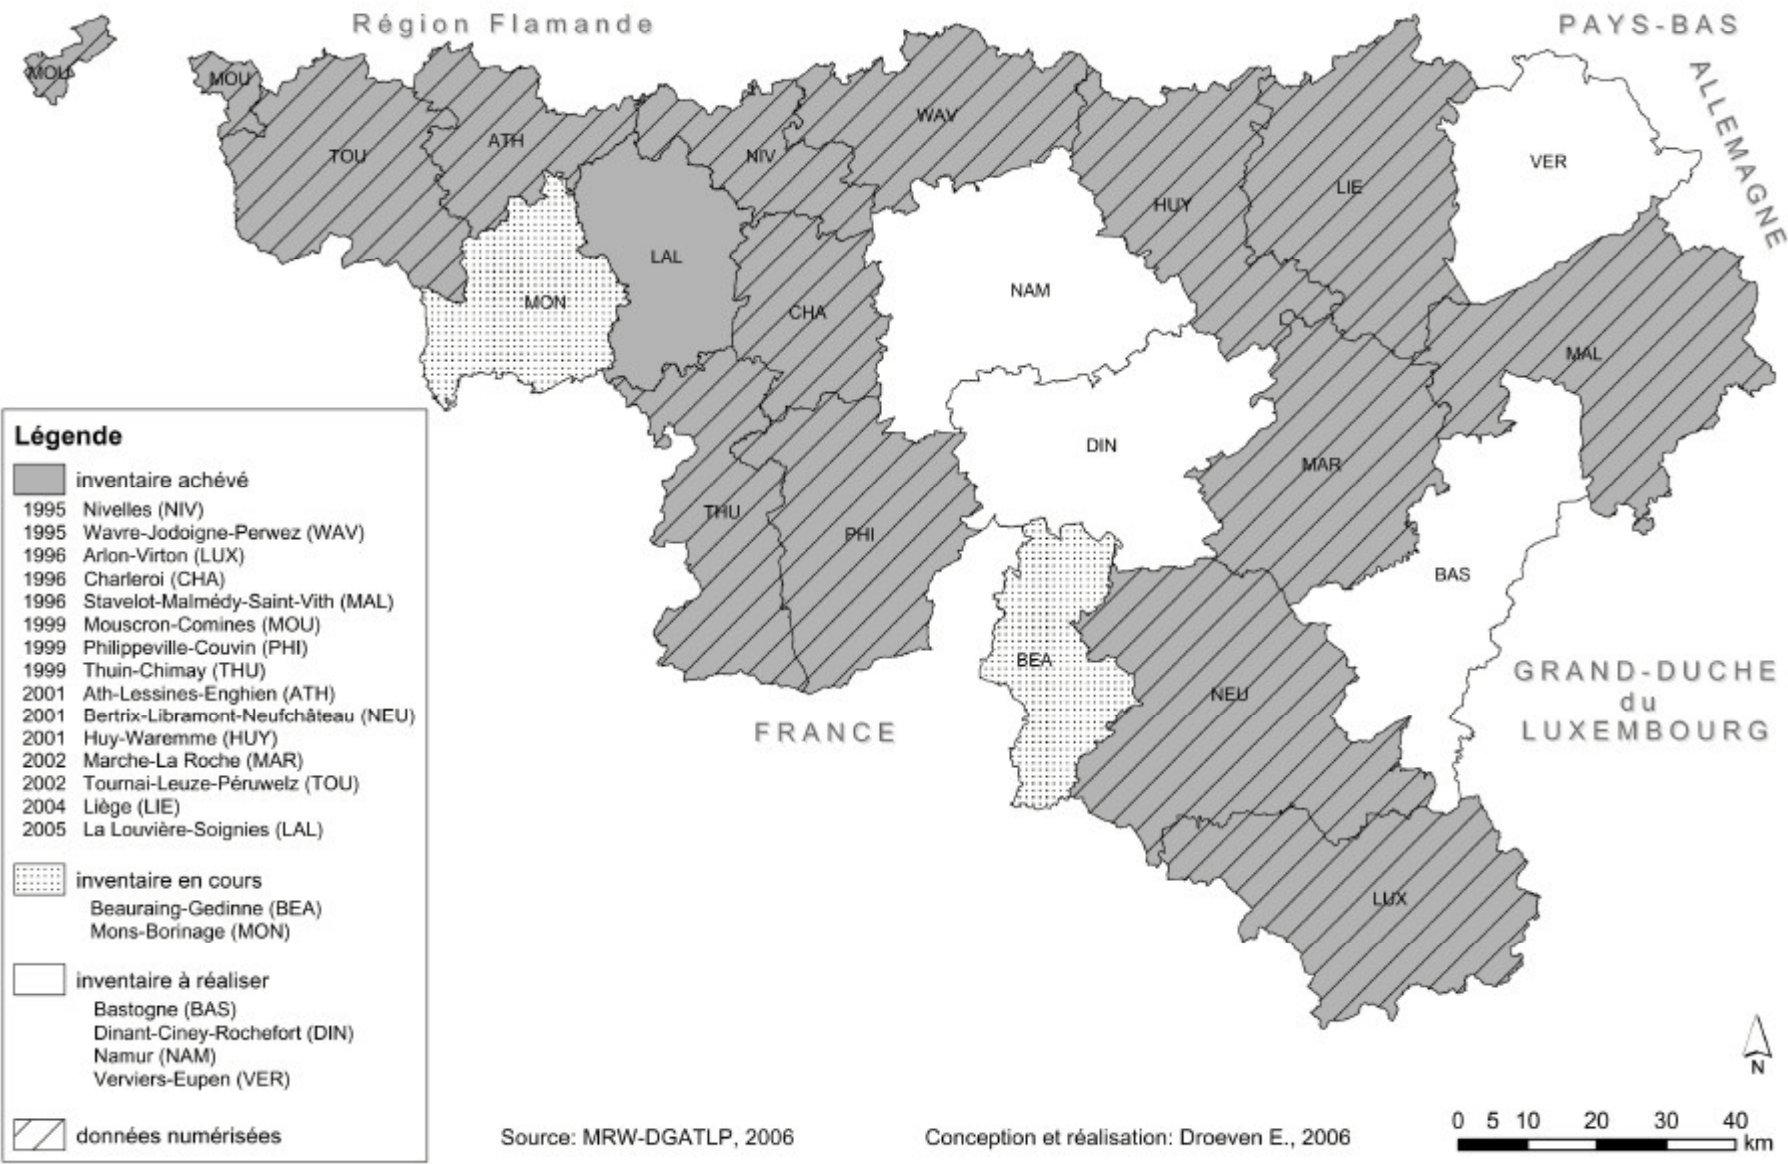 Région Flamande
PAYS-BAS
ALLEMAGNE
MOU
MOU
TOU
ATH
NIV
WAV
HUY
LIE
VER
MON
LAL
CHA
NAM
MAL
DIN
MAR
THU
PHI
BAS
BEA
NEU
LUX
FRANCE
GRAND-DUCHE
du
LUXEMBOURG
Légende
inventaire achévé
1995 Nivelles (NIV)
1995 Wavre-Jodoigne-Perwez (WAV)
1996 Arlon-Virton (LUX)
1996 Charleroi (CHA)
1996 Stavelot-Malmédy-Saint-Vith (MAL)
1999 Mouscron-Comines (MOU)
1999 Philippeville-Couvin (PHI)
1999 Thuin-Chimay (THU)
2001 Ath-Lessines-Enghien (ATH)
2001 Bertrix-Libramont-Neufchâteau (NEU)
2001 Huy-Waremme (HUY)
2002 Marche-La Roche (MAR)
2002 Tournai-Leuze-Péruwelz (TOU)
2004 Liège (LIE)
2005 La Louvière-Soignies (LAL)
inventaire en cours
Beauraing-Gedinne (BEA)
Mons-Borinage (MON)
inventaire à réaliser
Bastogne (BAS)
Dinant-Ciney-Rochefort (DIN)
Namur (NAM)
Verviers-Eupen (VER)
données numérisées
Source: MRW-DGATLP, 2006
Conception et réalisation: Droeven E., 2006
N
0 5 10 20 30 40
km